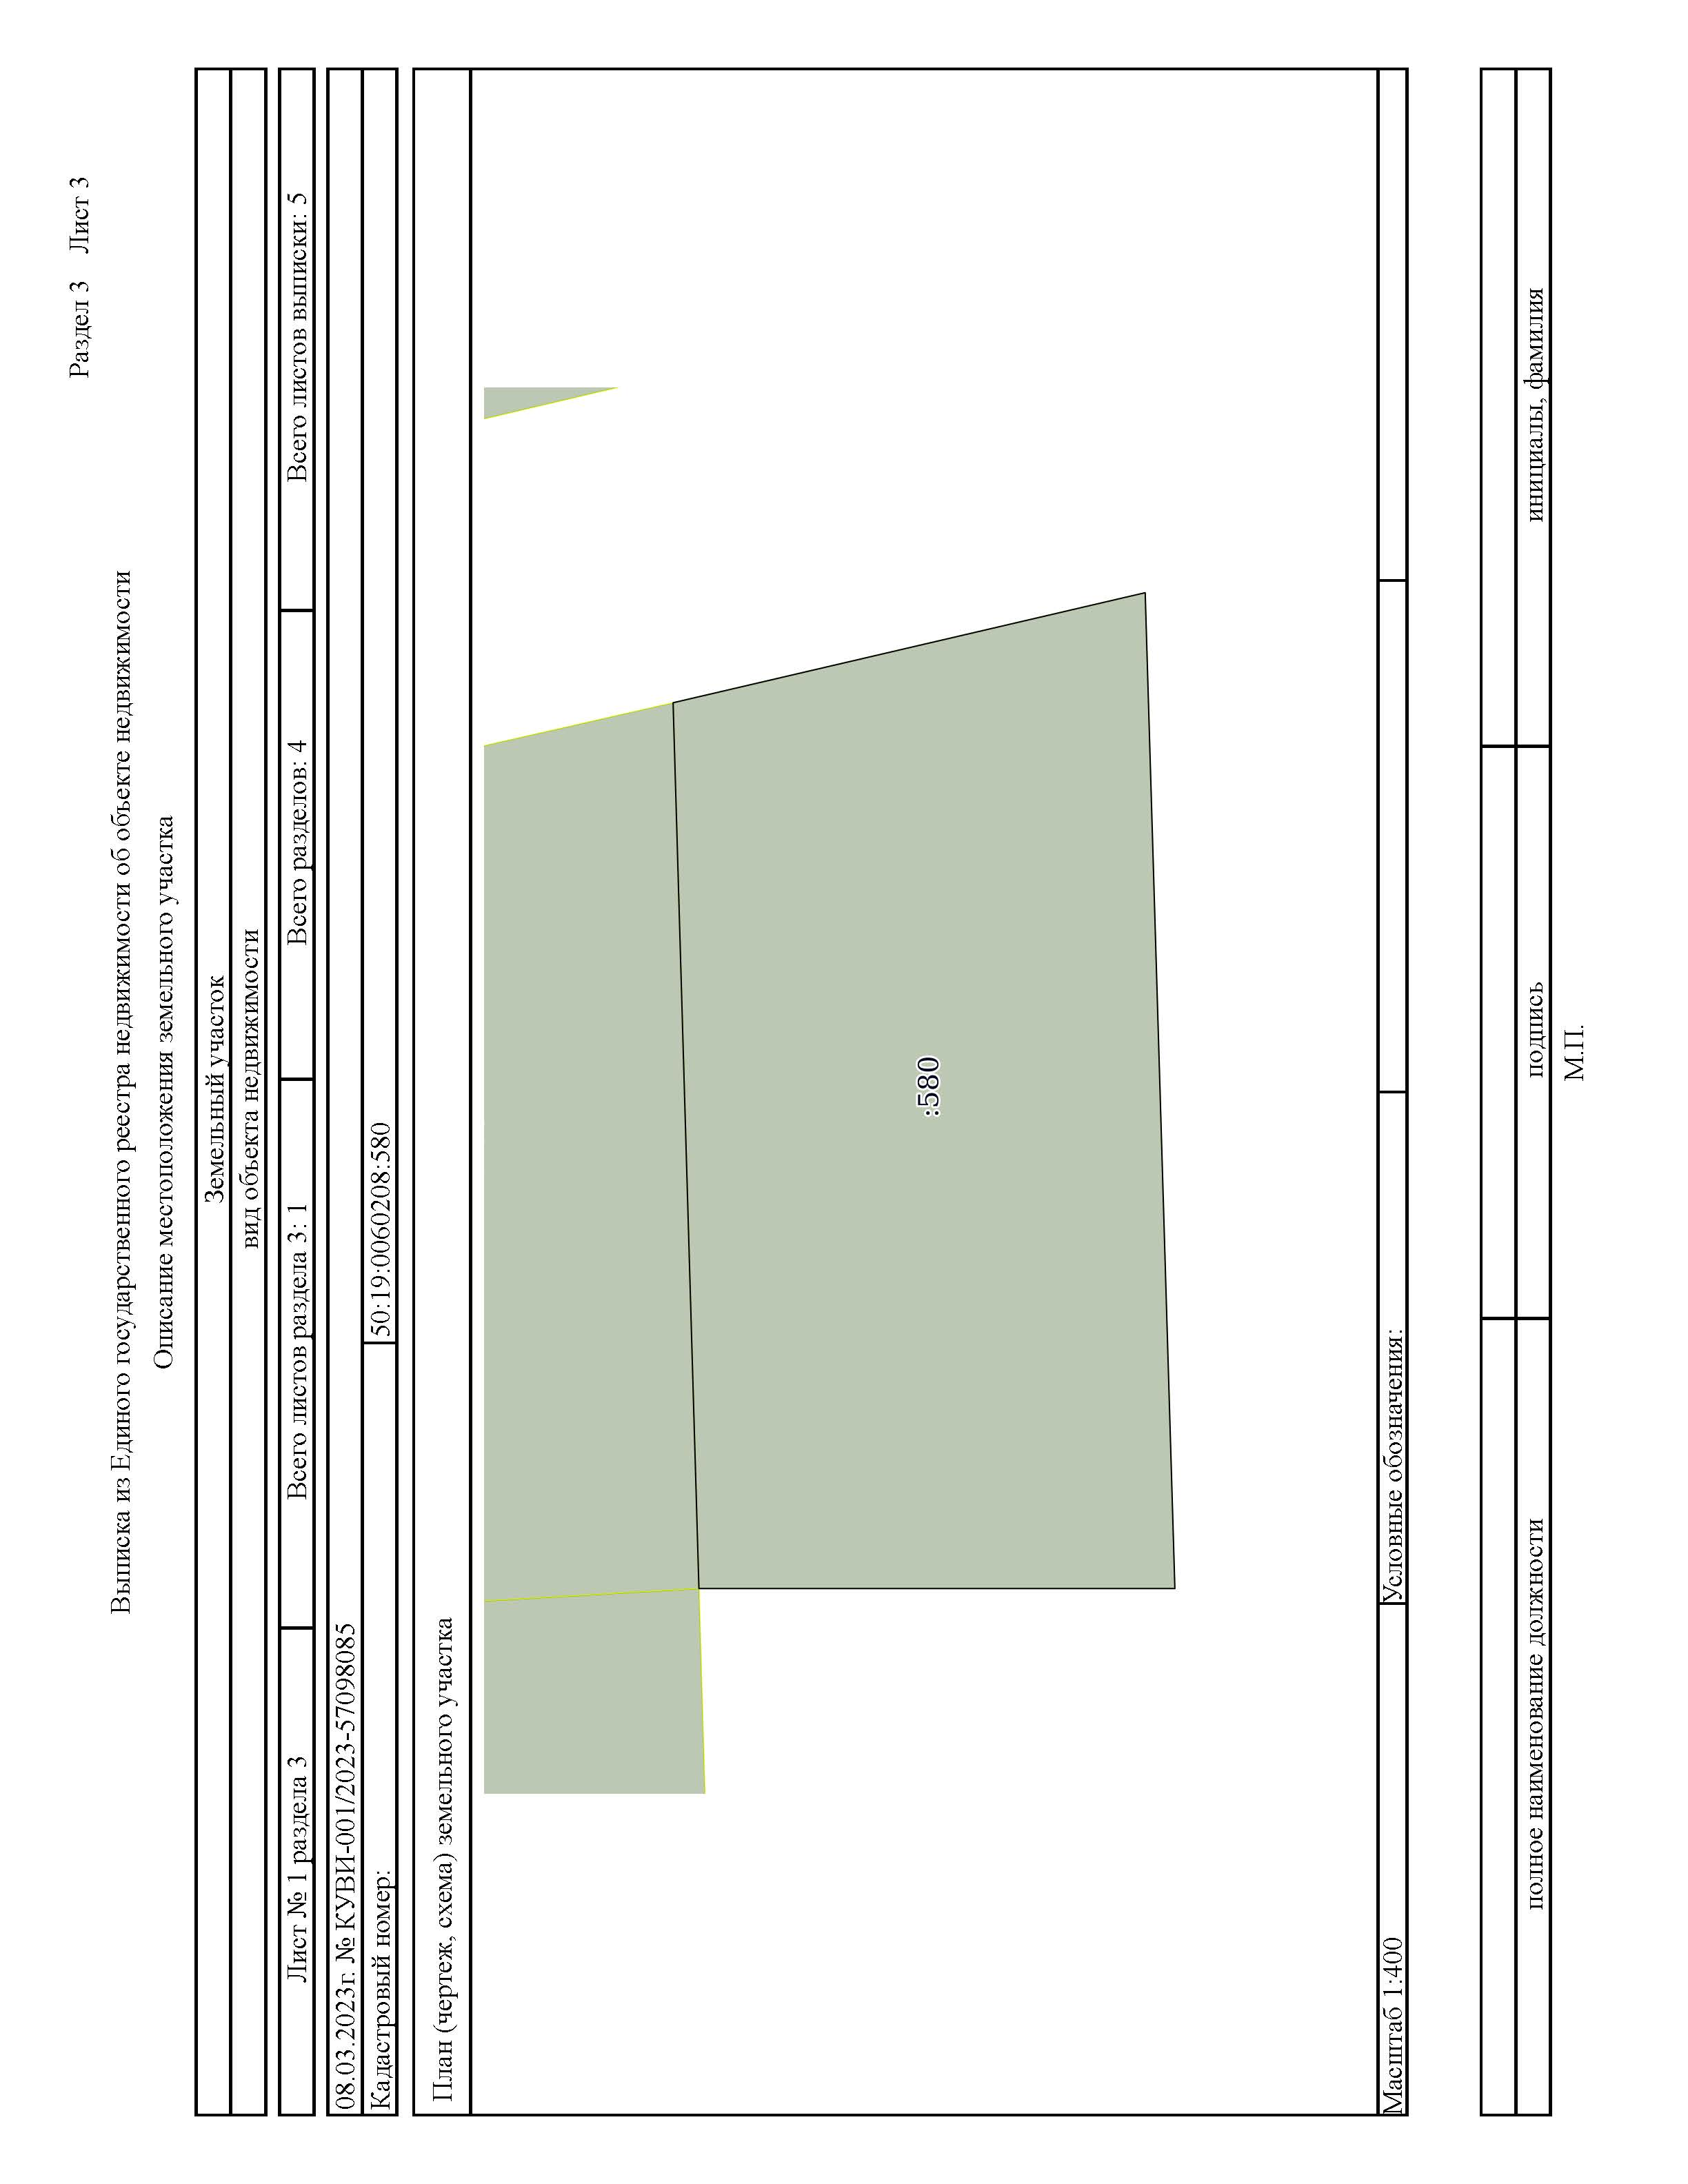 Раздел 3 Лист 3
Выписка из Единого государственного реестра недвижимости об объекте недвижимости
Описание местоположения земельного участка
Земельный участок
вид объекта недвижимости
Лист № 1 раздела 3 Всего листов раздела 3: 1 Всего разделов: 4 Всего листов выписки: 5
08.03.2023г. № КУВИ-001/2023-57098085
Кадастровый номер: 50:19:0060208:580
План (чертеж, схема) земельного участка
:580
Масштаб 1:400 Условные обозначения:
полное наименование должности подпись инициалы, фамилия
М.П.